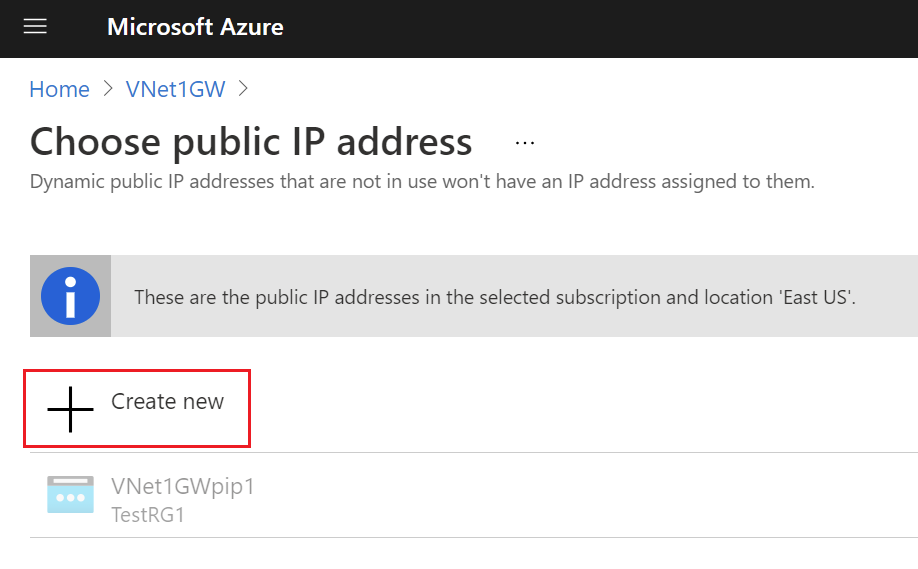 Microsoft Azure
Home > VNet1GW >
Choose public IP address ...
Dynamic public IP addresses that are not in use won't have an IP address assigned to them.
These are the public IP addresses in the selected subscription and location 'East US'.
Create new
VNet1GWpip1
TestRG1